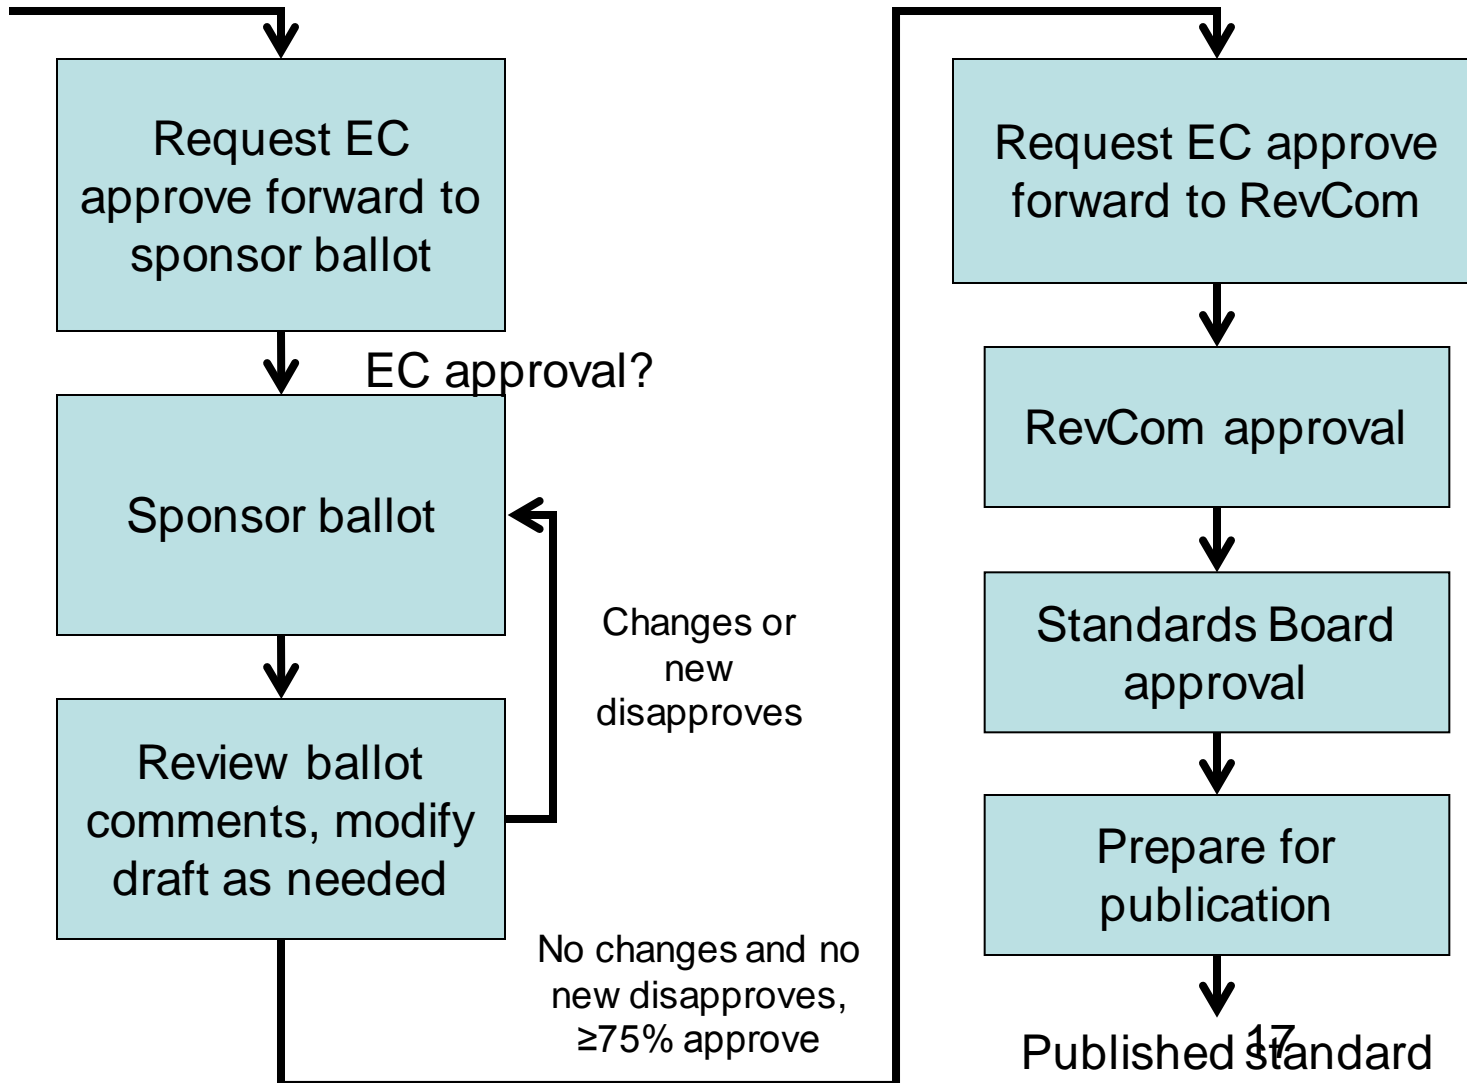 Request EC
approve forward to
sponsor ballot
EC approval?
Sponsor ballot
Changes or
new
disapproves
Review ballot
comments, modify
draft as needed
No changes and no
new disapproves,
≥75% approve
Request EC approve
forward to RevCom
RevCom approval
Standards Board
approval
Prepare for
publication
Published standard
17